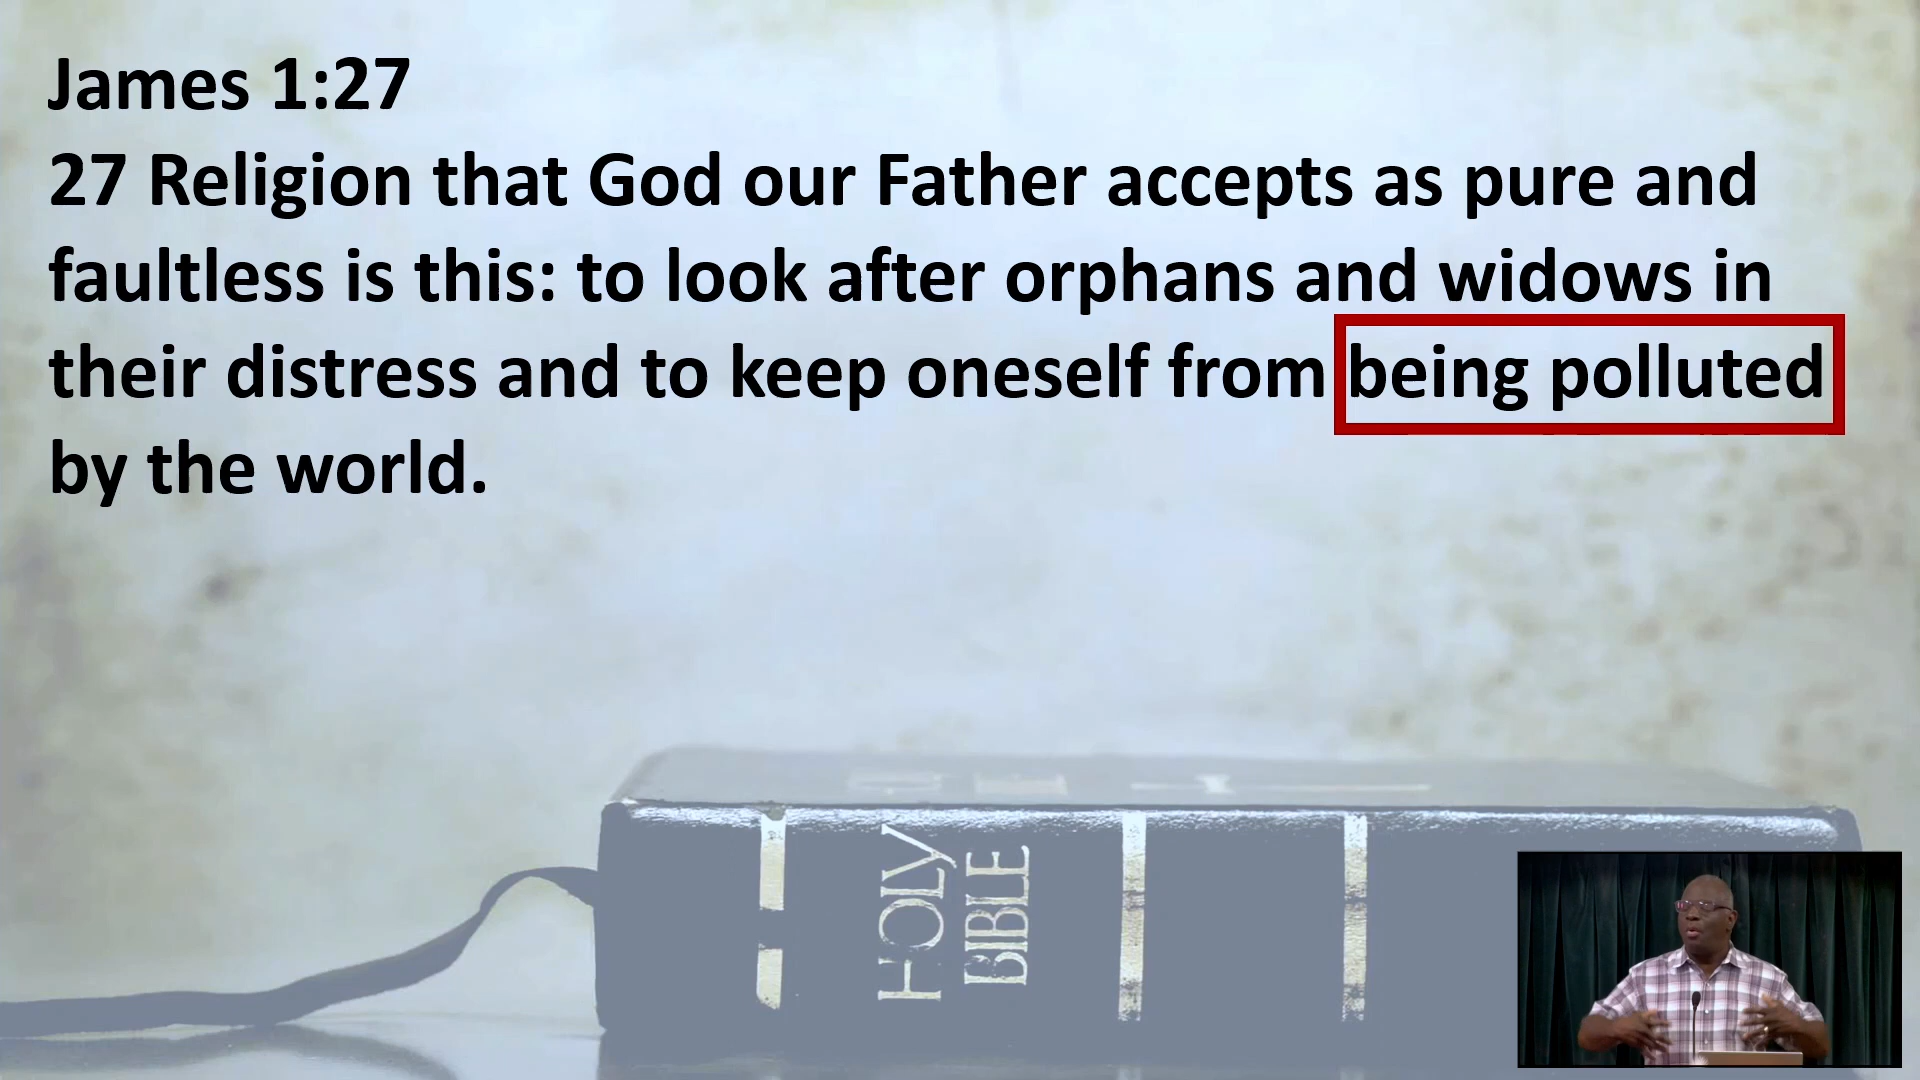 James 1:27
27 Religion that God our Father accepts as pure and
faultless is this: to look after orphans and widows in
their distress and to keep oneself from being polluted
by the world.
HOLY
BIBLE